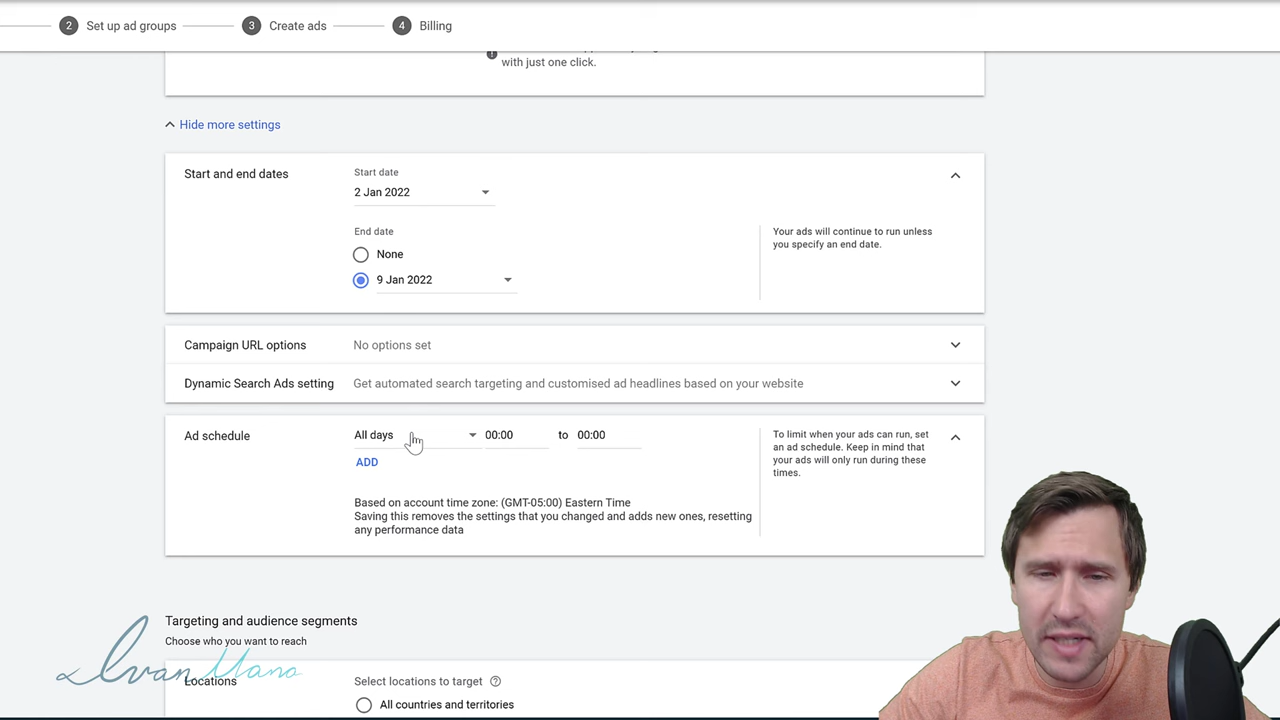 2 Set up ad groups 3 Create ads 4 Billing
with just one click.
Hide more settings
Start and end dates
Start date
2 Jan 2022
End date
None
9 Jan 2022
Your ads will continue to run unless
you specify an end date.
Campaign URL options No options set
Dynamic Search Ads setting Get automated search targeting and customised ad headlines based on your website
Ad schedule
All days 00:00 to 00:00
ADD
To limit when your ads can run, set
an ad schedule. Keep in mind that
your ads will only run during these
times.
Based on account time zone: (GMT-05:00) Eastern Time
Saving this removes the settings that you changed and adds new ones, resetting
any performance data
Targeting and audience segments
Choose who you want to reach
Ivan Mana
Locations
Select locations to target
All countries and territories